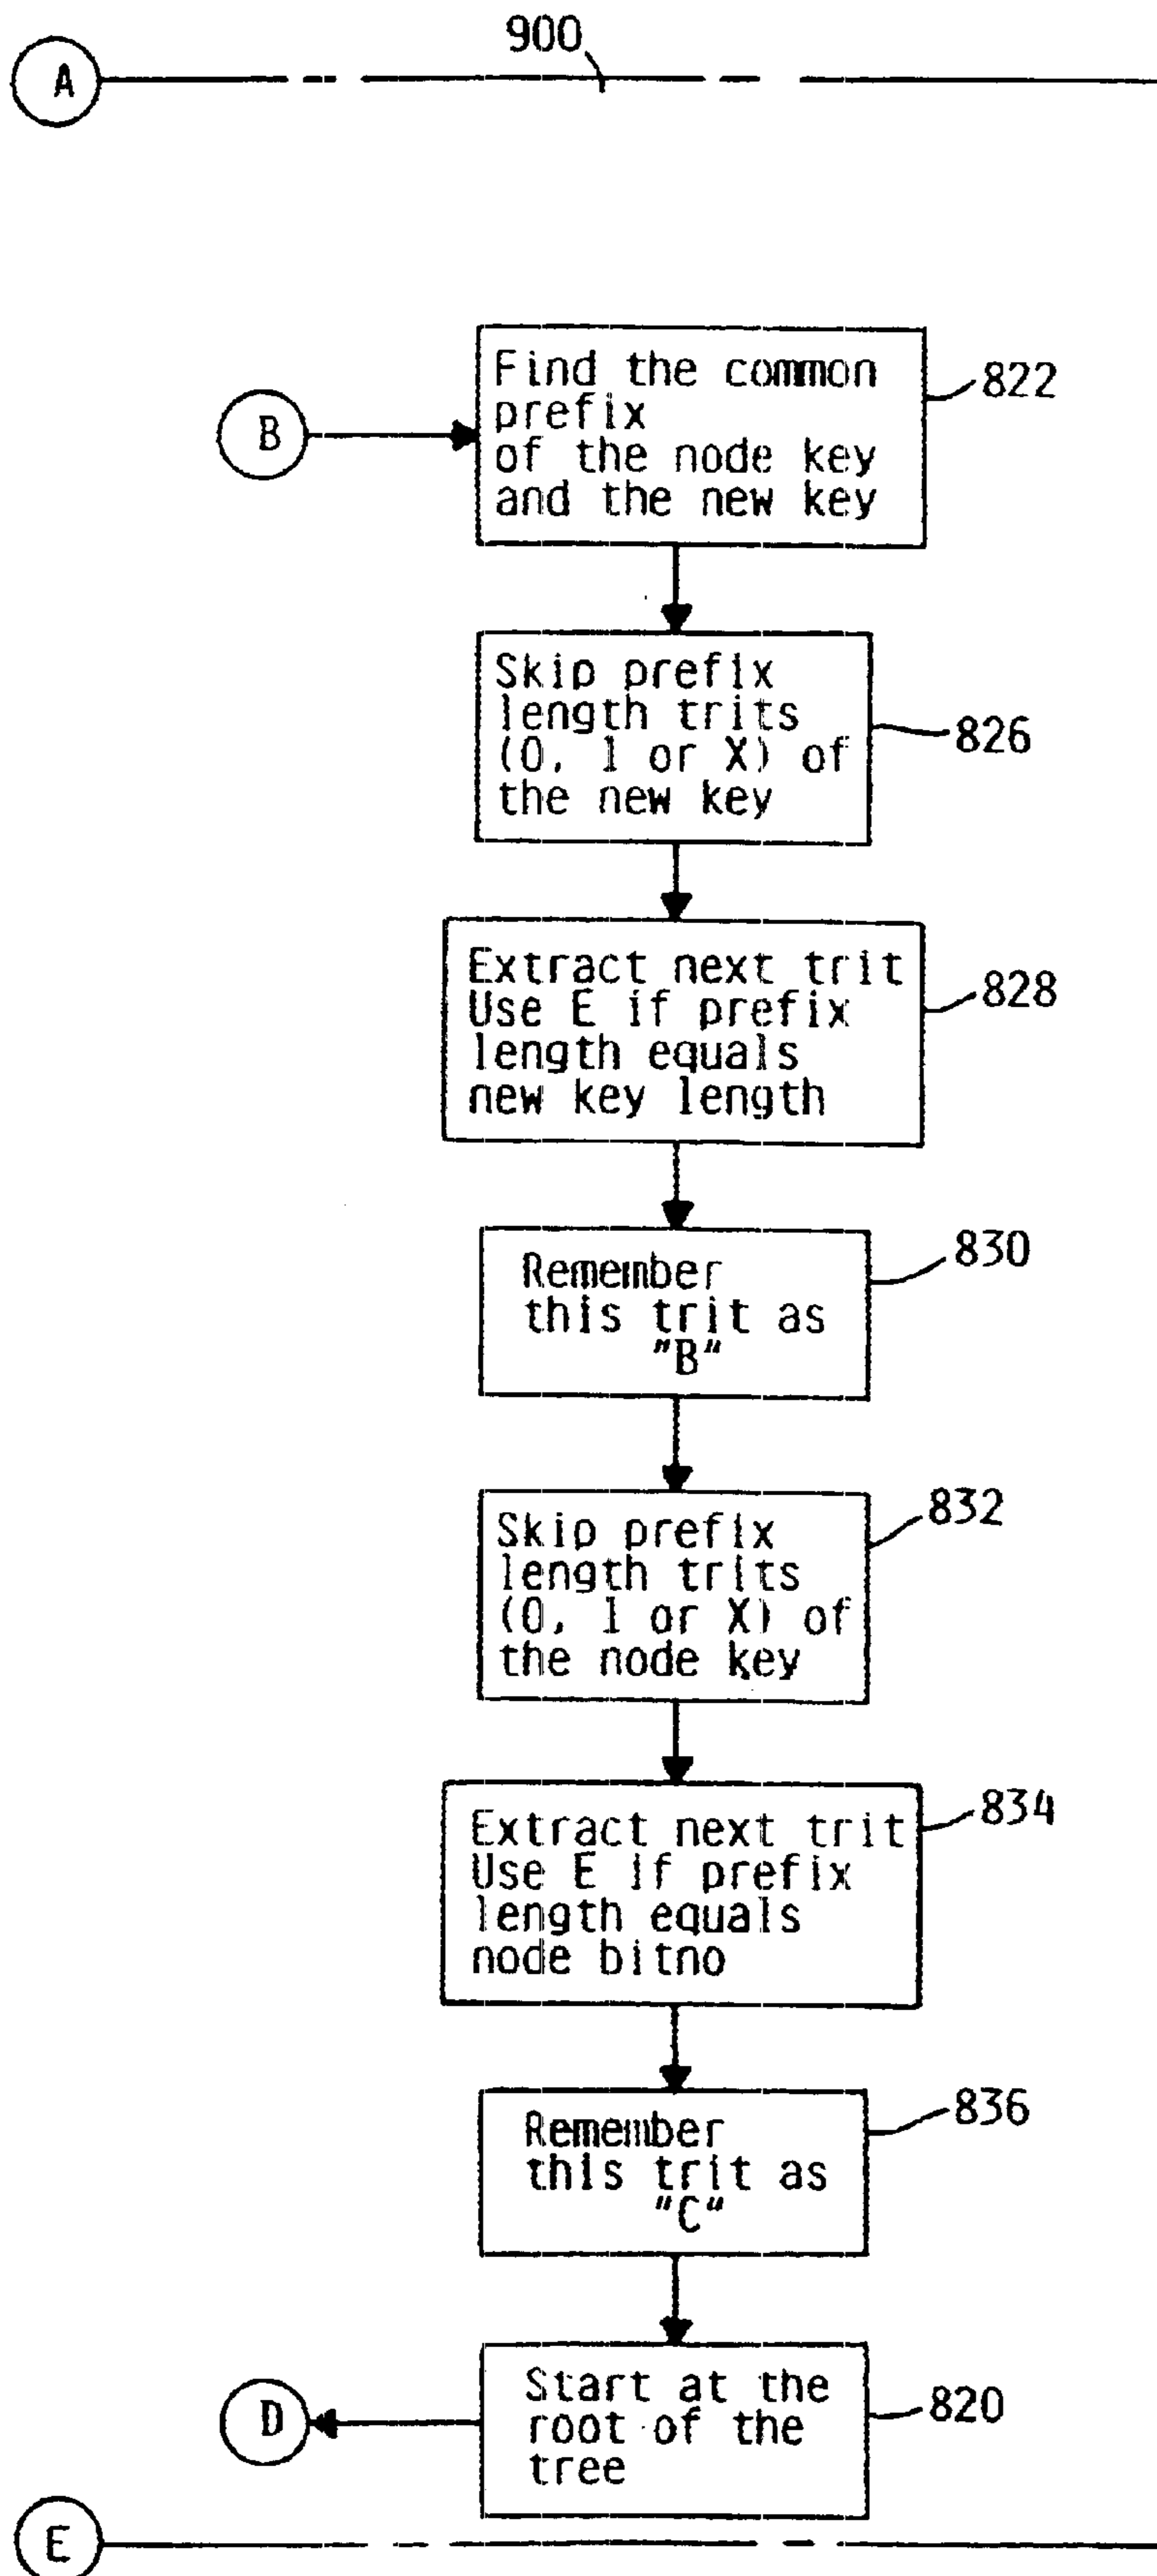 900
A
Find the common
prefix
of the node key
and the new key
822
B
Skip prefix
length trits
(0, 1 or X) of
the new key
826
Extract next trit
Use E if prefix
length equals
new key length
828
Remember
this trit as
"B"
830
Skip prefix
length trits
(0, 1 or X) of
the node key
832
Extract next trit
Use E if prefix
length equals
node bitno
834
Remember
this trit as
"C"
836
Start at the
root of the
tree
820
D
E